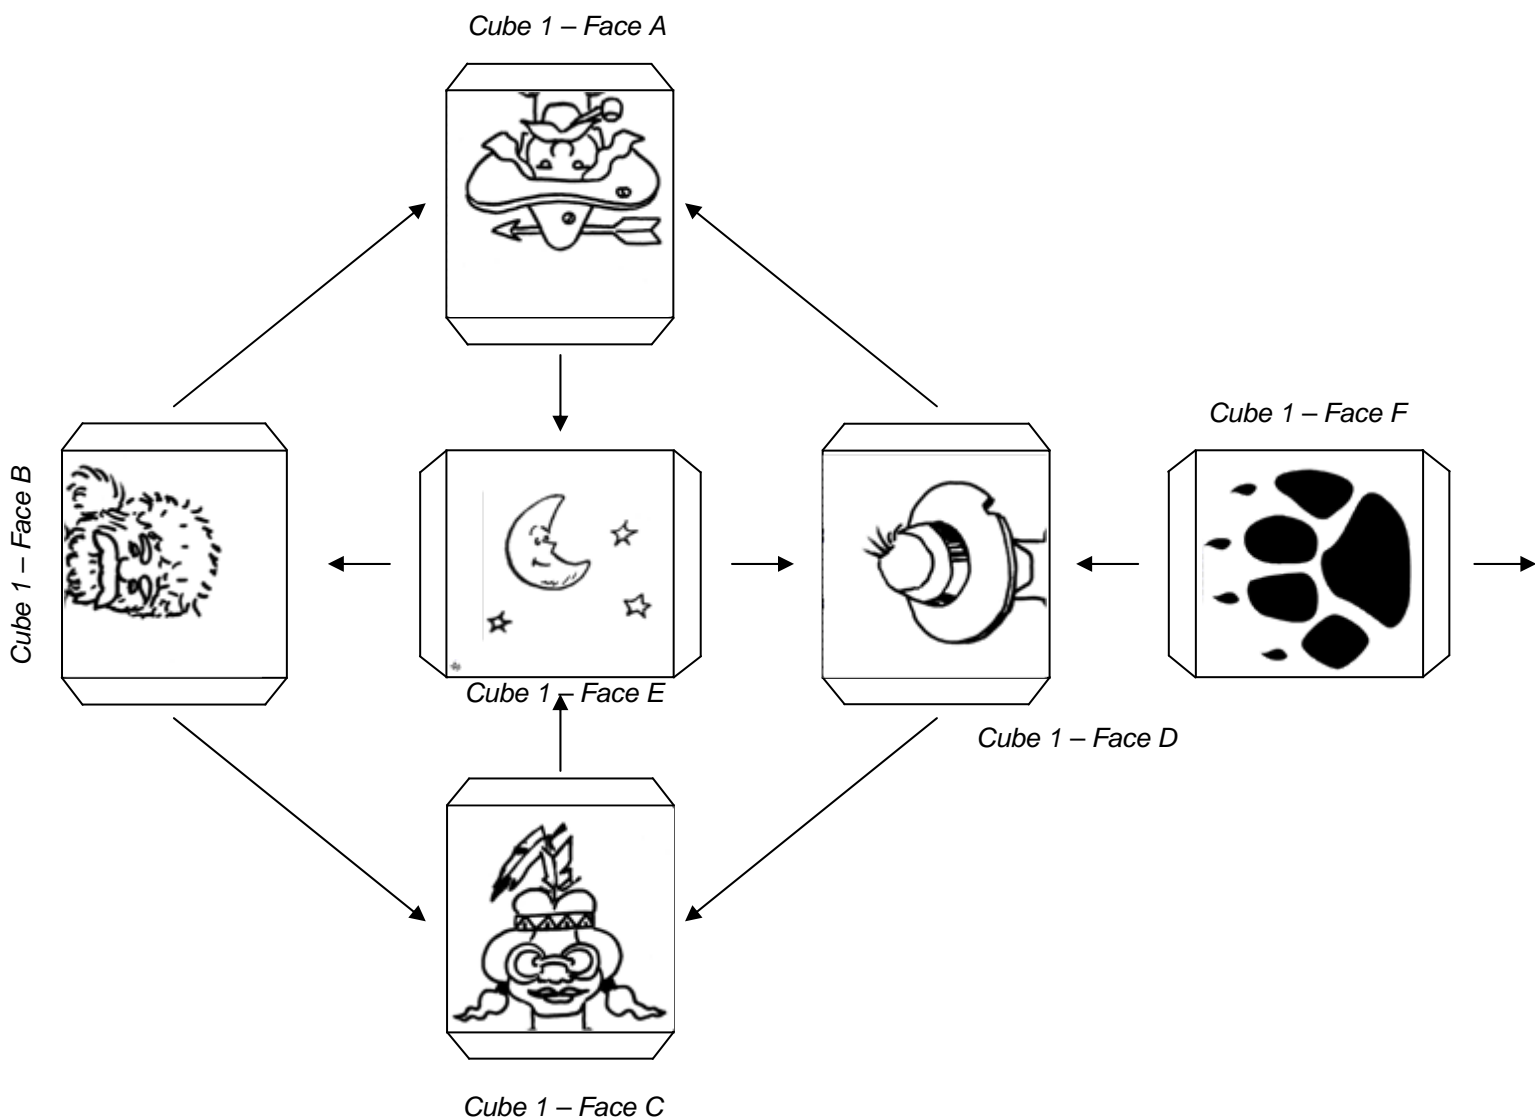 Cube 1 – Face A
Cube 1 – Face B
Cube 1 – Face F
Cube 1 – Face E
Cube 1 – Face D
Cube 1 – Face C